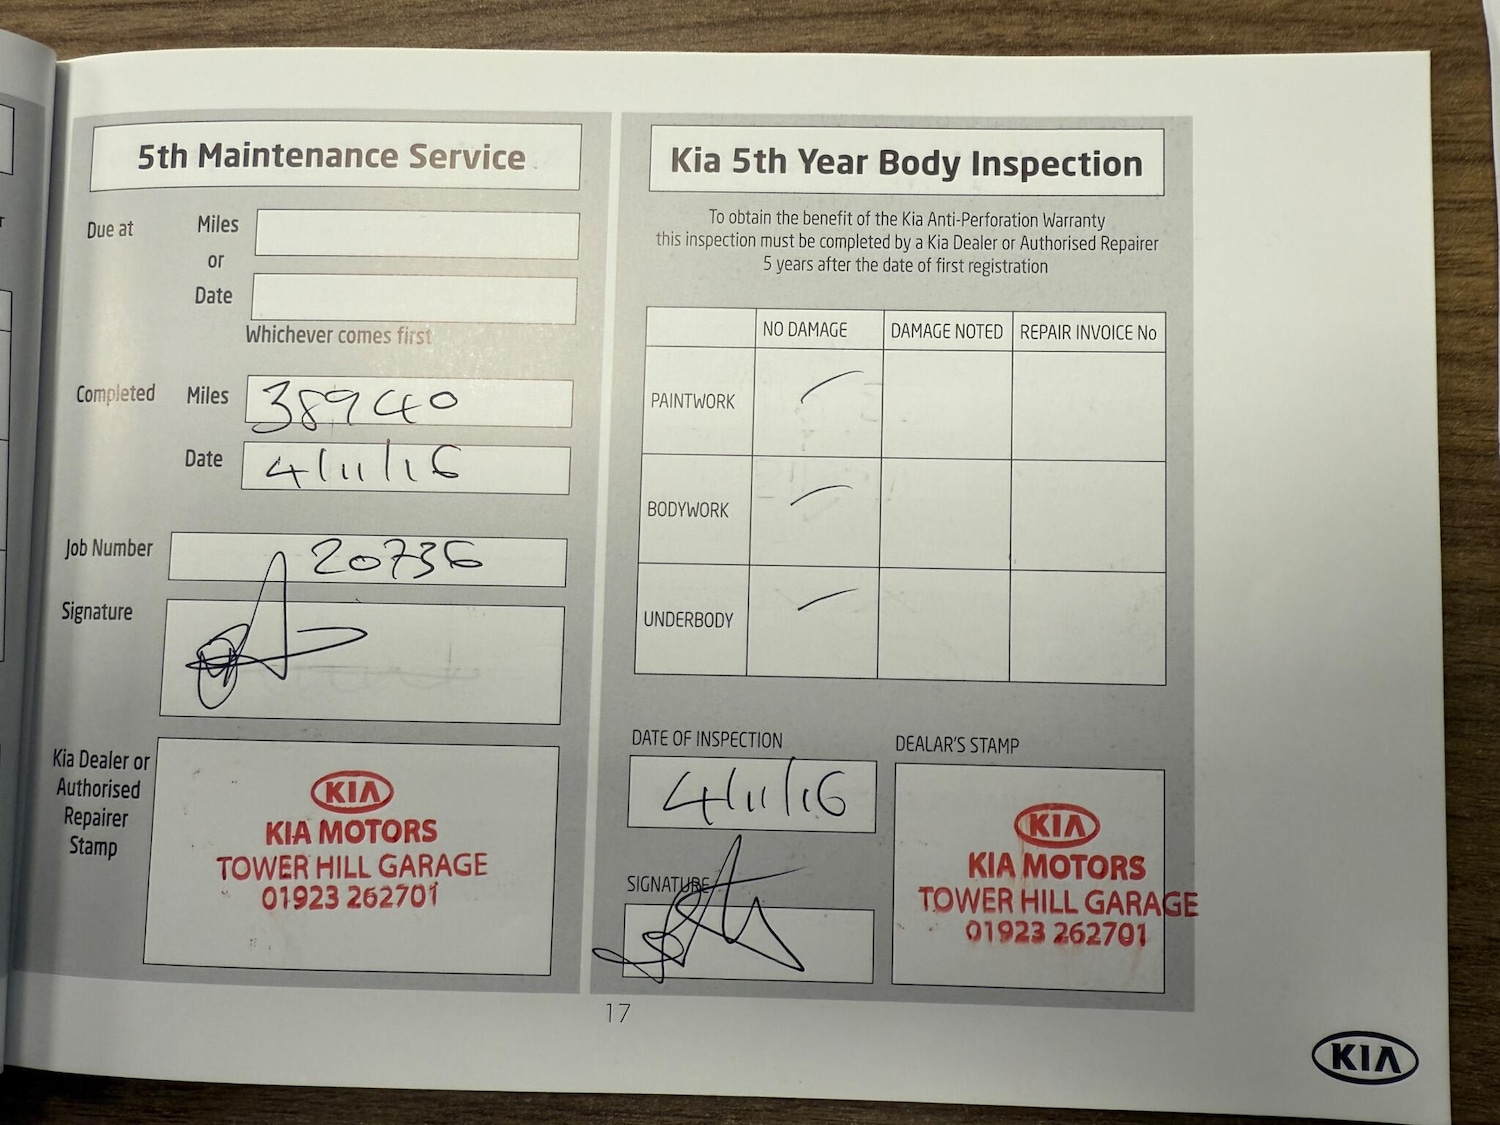 5th Maintenance Service
Due at
Miles
or
Date
Whichever comes first
Completed
Miles 38940
Date 4/11/16
Job Number 20736
Signature
Kia Dealer or
Authorised
Repairer
Stamp
KIA
KIA MOTORS
TOWER HILL GARAGE
01923 262701
Kia 5th Year Body Inspection
To obtain the benefit of the Kia Anti-Perforation Warranty
this inspection must be completed by a Kia Dealer or Authorised Repairer
5 years after the date of first registration
NO DAMAGE DAMAGE NOTED REPAIR INVOICE No
PAINTWORK
BODYWORK
UNDERBODY
DATE OF INSPECTION
4/11/16
SIGNATURE
DEALAR'S STAMP
KIA
KIA MOTORS
TOWER HILL GARAGE
01923 262701
17
KIA